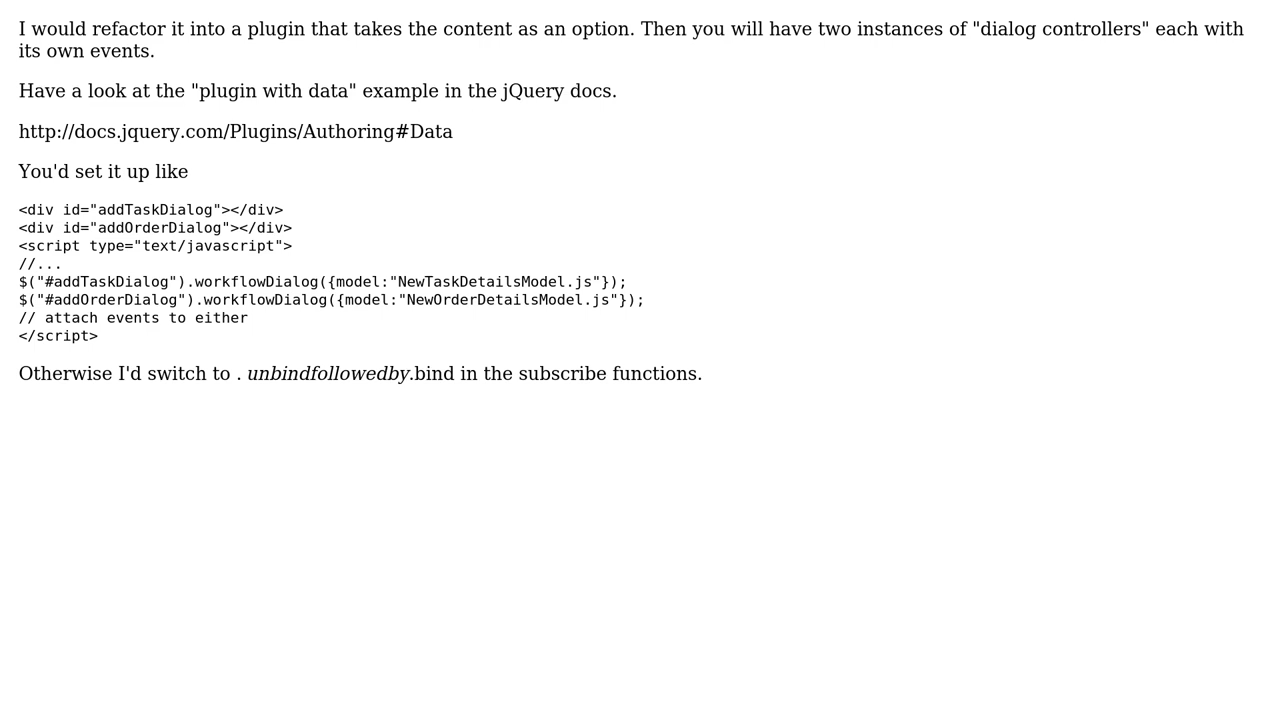 I would refactor it into a plugin that takes the content as an option. Then you will have two instances of "dialog controllers" each with
its own events.
Have a look at the "plugin with data" example in the jQuery docs.
http://docs.jquery.com/Plugins/Authoring#Data
You'd set it up like
<div id="addTaskDialog"></div>
<div id="addOrderDialog"></div>
<script type="text/javascript">
//...
$("#addTaskDialog").workflowDialog({model:"NewTaskDetailsModel.js"});
$("#addOrderDialog").workflowDialog({model:"NewOrderDetailsModel.js"});
// attach events to either
</script>
Otherwise I'd switch to . unbindfollowedby.bind in the subscribe functions.